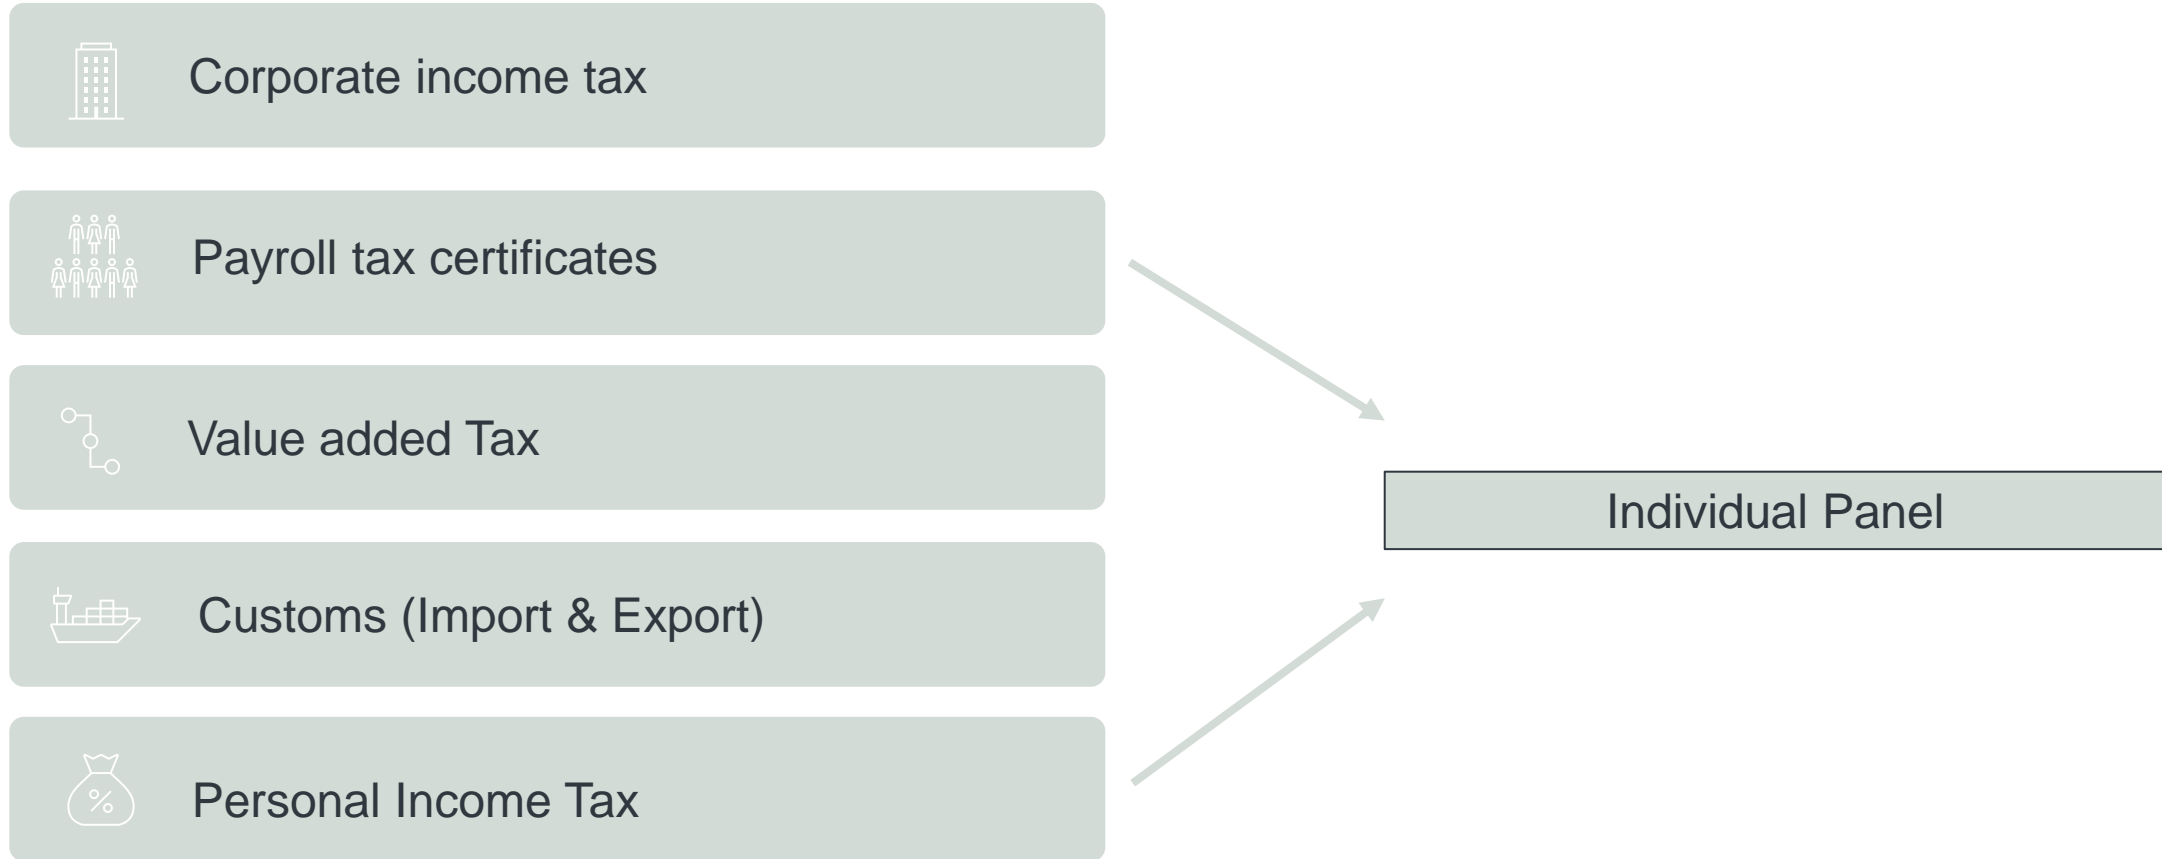 Corporate income tax
Payroll tax certificates
Value added Tax
Individual Panel
Customs (Import & Export)
Personal Income Tax